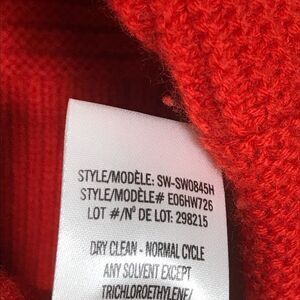 STYLE/MODÈLE: SW-SW0845H
STYLE/MODÈLE# E06HW726
LOT #/Nº DE LOT: 298215
DRY CLEAN - NORMAL CYCLE
ANY SOLVENT EXCEPT
TRICHLOROETHYLENE/